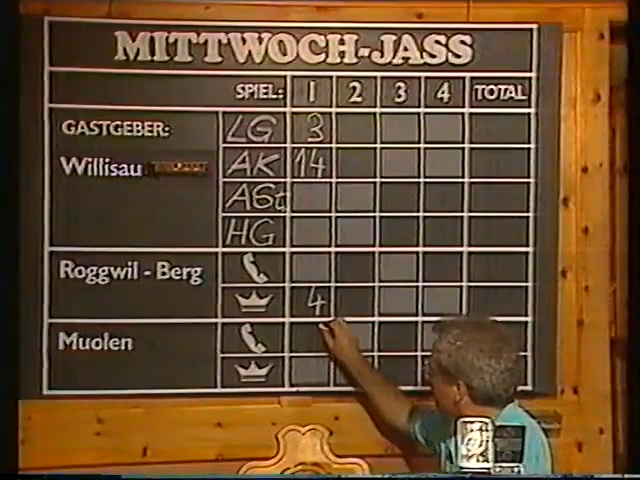 MITTWOCH-JASS
SPIEL: 1 2 3 4 TOTAL
GASTGEBER: LG 3
Willisau AK 14
ASt
HG
Roggwil - Berg
4
Muolen